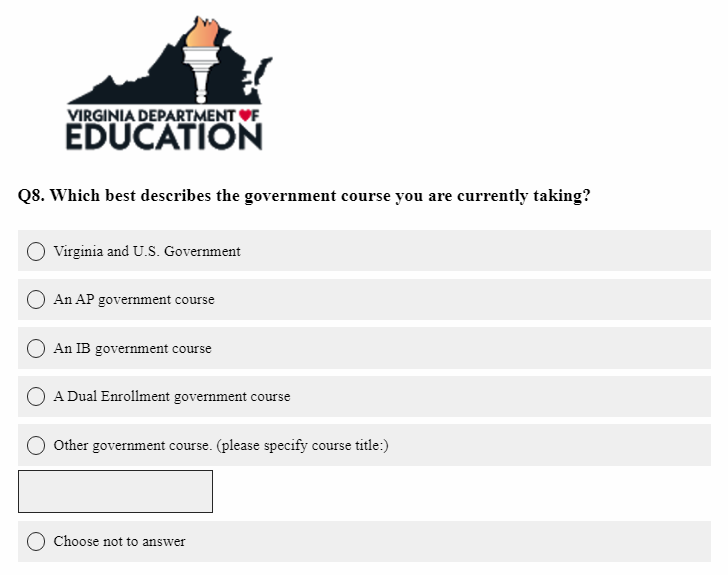 VIRGINIA DEPARTMENT OF
EDUCATION
Q8. Which best describes the government course you are currently taking?
Virginia and U.S. Government
An AP government course
An IB government course
A Dual Enrollment government course
Other government course. (please specify course title:)
Choose not to answer